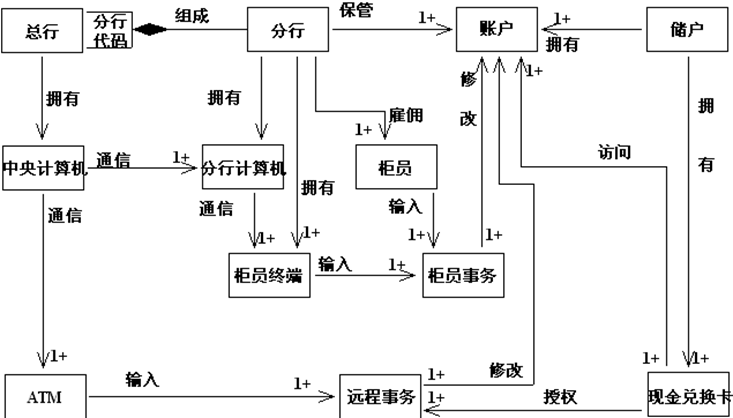 总行
分行
代码
组成
分行
保管
1+
账户
1+
拥有
储户
拥有
拥有
雇佣
1+
修
改
1+
拥
有
中央计算机
通信
1+
分行计算机
拥有
柜员
访问
通信
通信
1+
1+
输入
1+
1+
柜员终端
输入
1+
柜员事务
1+
1+
1+
ATM
输入
1+
远程事务
1+
修改
1+
授权
现金兑换卡